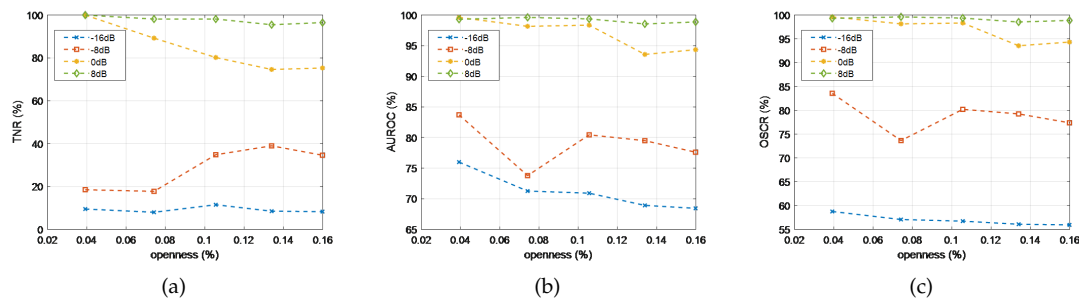 100
80
60
40
20
0
TNR (%)
-16dB
-8dB
0dB
8dB
0.02 0.04 0.06 0.08 0.1 0.12 0.14 0.16
openness (%)
(a)
100
95
90
85
80
75
70
65
AUROC (%)
-16dB
-8dB
0dB
8dB
0.02 0.04 0.06 0.08 0.1 0.12 0.14 0.16
openness (%)
(b)
100
95
90
85
80
75
70
65
60
55
OSCR (%)
-16dB
-8dB
0dB
8dB
0.02 0.04 0.06 0.08 0.1 0.12 0.14 0.16
openness (%)
(c)